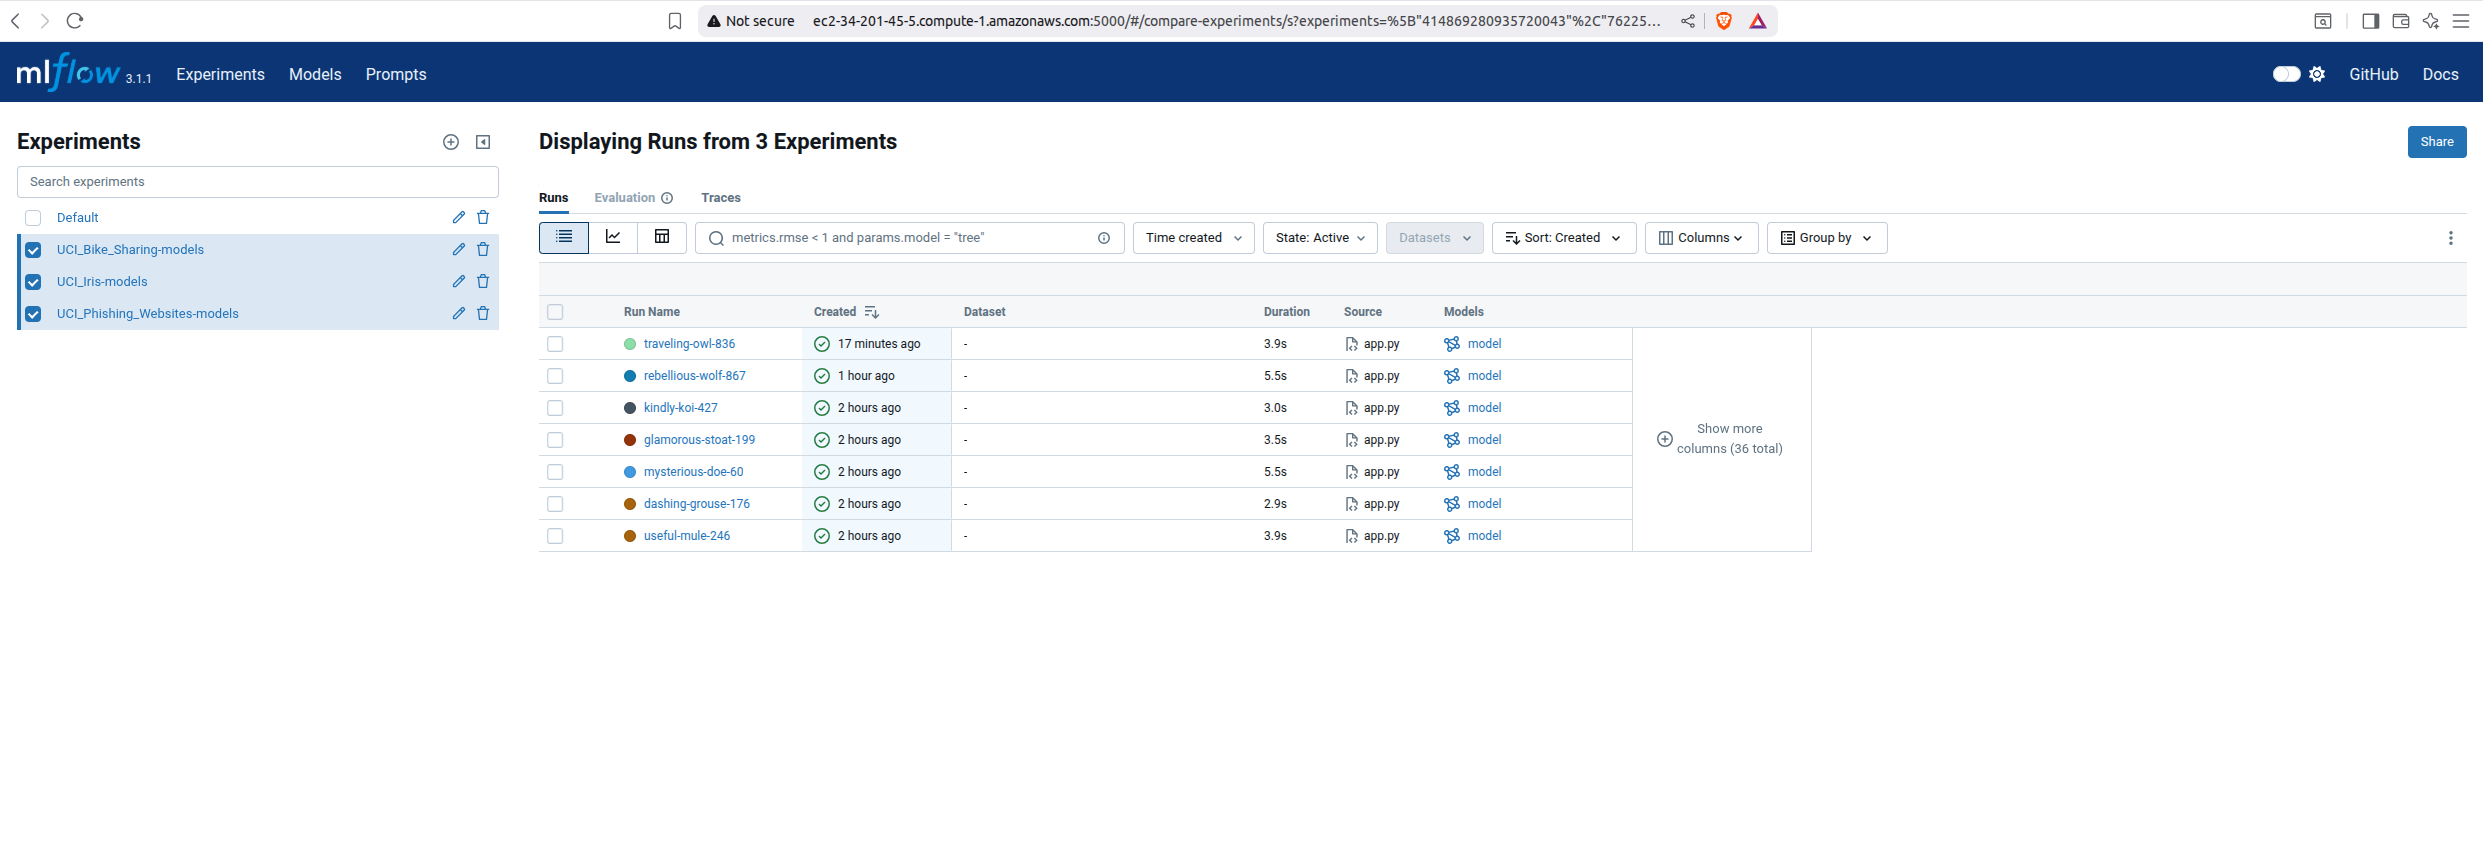 Not secure ec2-34-201-45-5.compute-1.amazonaws.com:5000/#/compare-experiments/s?experiments=%5B"414869280935720043"%2C"76225...
mlflow 3.1.1 Experiments Models Prompts GitHub Docs
Experiments
Search experiments
Default
UCI_Bike_Sharing-models
UCI_Iris-models
UCI_Phishing_Websites-models
Displaying Runs from 3 Experiments
Share
Runs Evaluation Traces
metrics.rmse < 1 and params.model = "tree" Time created State: Active Datasets Sort: Created Columns Group by
Run Name Created Dataset Duration Source Models
traveling-owl-836 17 minutes ago - 3.9s app.py model
rebellious-wolf-867 1 hour ago - 5.5s app.py model
kindly-koi-427 2 hours ago - 3.0s app.py model
glamorous-stoat-199 2 hours ago - 3.5s app.py model
mysterious-doe-60 2 hours ago - 5.5s app.py model
dashing-grouse-176 2 hours ago - 2.9s app.py model
useful-mule-246 2 hours ago - 3.9s app.py model
Show more
columns (36 total)